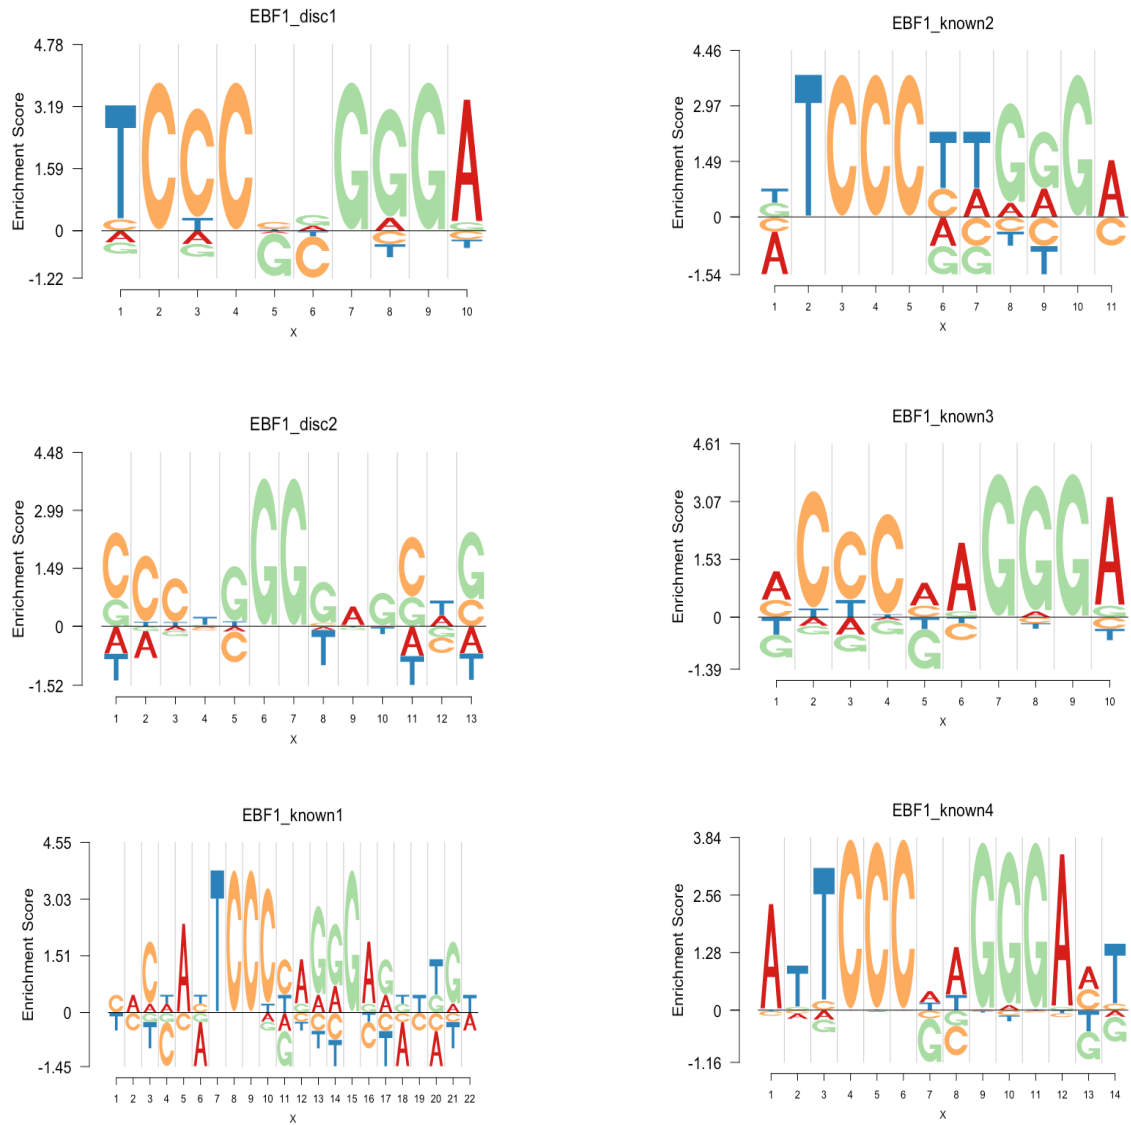 EBF1_disc1
Enrichment Score
4.78
3.19
1.59
0
-1.22
1 2 3 4 5 6 7 8 9 10
X
EBF1_known2
Enrichment Score
4.46
2.97
1.49
0
-1.54
1 2 3 4 5 6 7 8 9 10 11
X
EBF1_disc2
Enrichment Score
4.48
2.99
1.49
0
-1.52
1 2 3 4 5 6 7 8 9 10 11 12 13
X
EBF1_known3
Enrichment Score
4.61
3.07
1.53
0
-1.39
1 2 3 4 5 6 7 8 9 10
X
EBF1_known1
Enrichment Score
4.55
3.03
1.51
0
-1.45
1 2 3 4 5 6 7 8 9 10 11 12 13 14 15 16 17 18 19 20 21 22
X
EBF1_known4
Enrichment Score
3.84
2.56
1.28
0
-1.16
1 2 3 4 5 6 7 8 9 10 11 12 13 14
X